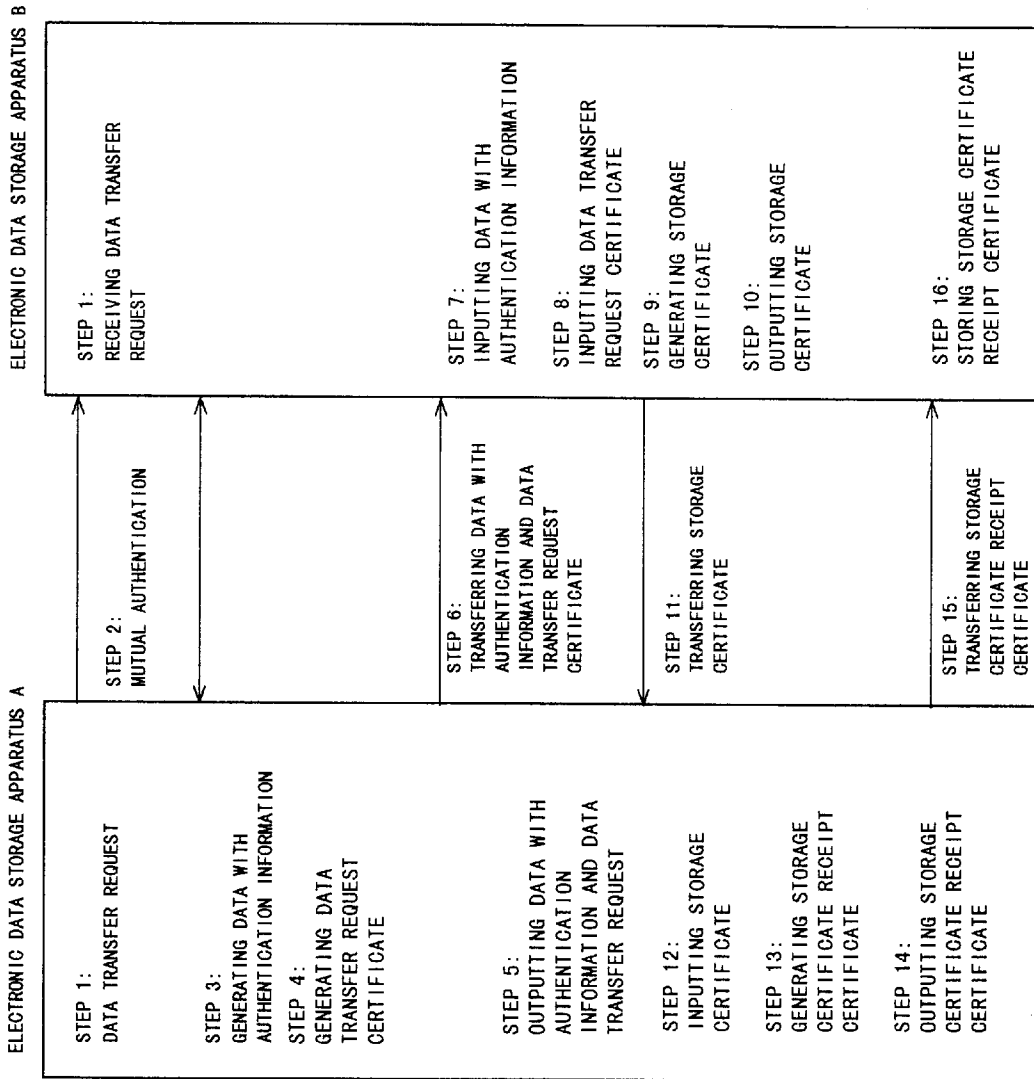 ELECTRONIC DATA STORAGE APPARATUS A
STEP 1:
DATA TRANSFER REQUEST
STEP 3:
GENERATING DATA WITH
AUTHENTICATION INFORMATION
STEP 4:
GENERATING DATA
TRANSFER REQUEST
CERTIFICATE
STEP 5:
OUTPUTTING DATA WITH
AUTHENTICATION
INFORMATION AND DATA
TRANSFER REQUEST
STEP 12:
INPUTTING STORAGE
CERTIFICATE
STEP 13:
GENERATING STORAGE
CERTIFICATE RECEIPT
CERTIFICATE
STEP 14:
OUTPUTTING STORAGE
CERTIFICATE RECEIPT
CERTIFICATE
STEP 2:
MUTUAL AUTHENTICATION
STEP 6:
TRANSFERRING DATA WITH
AUTHENTICATION
INFORMATION AND DATA
TRANSFER REQUEST
CERTIFICATE
STEP 11:
TRANSFERRING STORAGE
CERTIFICATE
STEP 15:
TRANSFERRING STORAGE
CERTIFICATE RECEIPT
CERTIFICATE
ELECTRONIC DATA STORAGE APPARATUS B
STEP 1:
RECEIVING DATA TRANSFER
REQUEST
STEP 7:
INPUTTING DATA WITH
AUTHENTICATION INFORMATION
STEP 8:
INPUTTING DATA TRANSFER
REQUEST CERTIFICATE
STEP 9:
GENERATING STORAGE
CERTIFICATE
STEP 10:
OUTPUTTING STORAGE
CERTIFICATE
STEP 16:
STORING STORAGE CERTIFICATE
RECEIPT CERTIFICATE